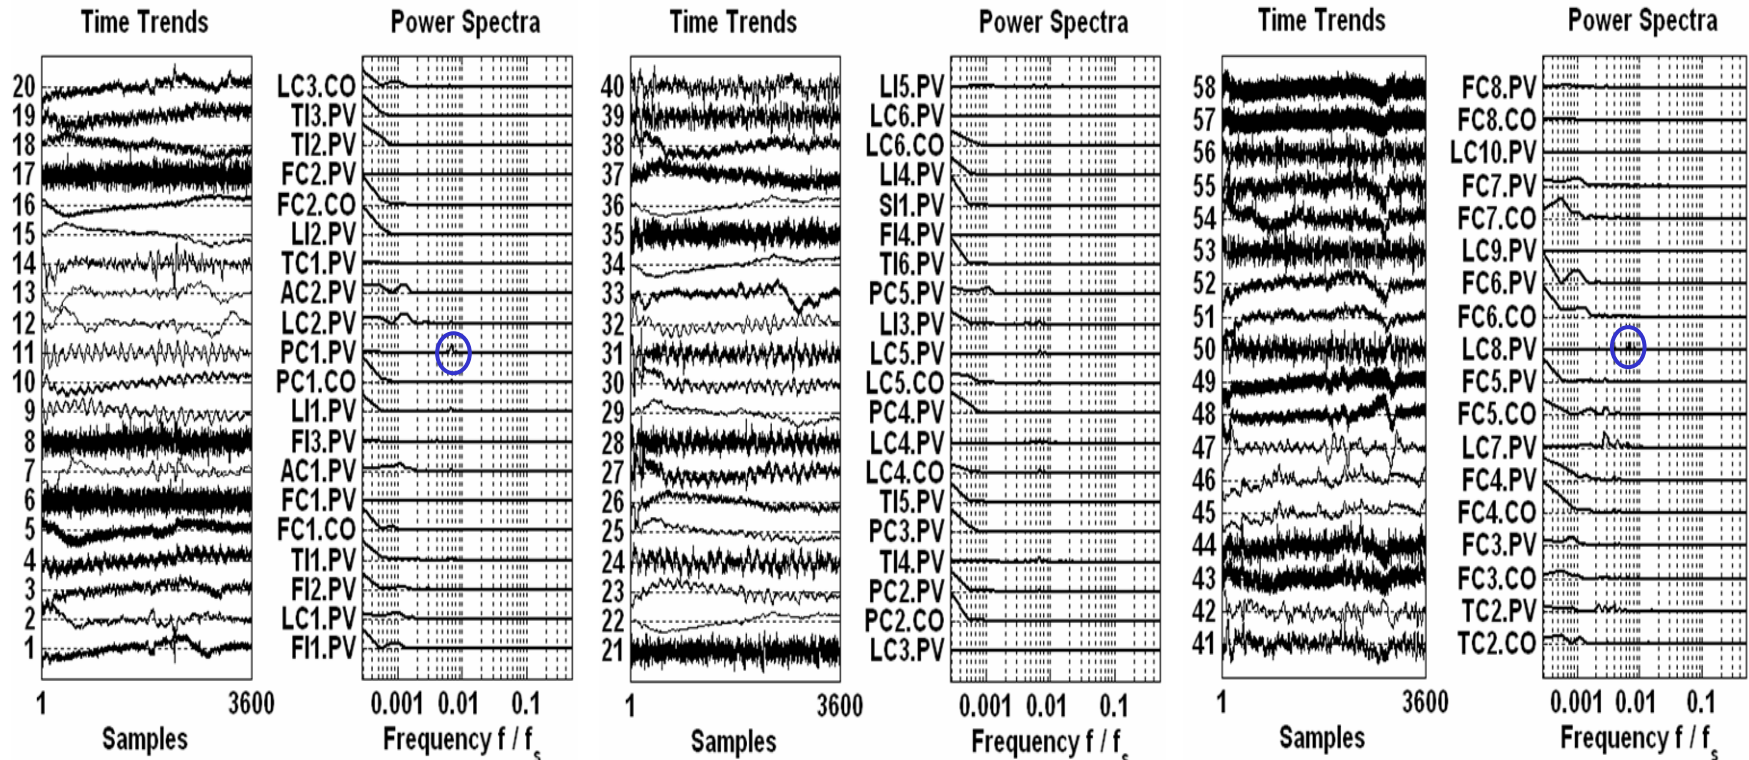 Time Trends
20
19
18
17
16
15
14
13
12
11
10
9
8
7
6
5
4
3
2
1
1 3600
Samples
Power Spectra
LC3.CO
TI3.PV
TI2.PV
FC2.PV
FC2.CO
LI2.PV
TC1.PV
AC2.PV
LC2.PV
PC1.PV
PC1.CO
LI1.PV
FI3.PV
AC1.PV
FC1.PV
FC1.CO
TI1.PV
FI2.PV
LC1.PV
FI1.PV
0.001 0.01 0.1
Frequency f / fs
Time Trends
40
39
38
37
36
35
34
33
32
31
30
29
28
27
26
25
24
23
22
21
1 3600
Samples
Power Spectra
LI5.PV
LC6.PV
LC6.CO
LI4.PV
SI1.PV
FI4.PV
TI6.PV
PC5.PV
LI3.PV
LC5.PV
LC5.CO
PC4.PV
LC4.PV
LC4.CO
TI5.PV
PC3.PV
TI4.PV
PC2.PV
PC2.CO
LC3.PV
0.001 0.01 0.1
Frequency f / fs
Time Trends
58
57
56
55
54
53
52
51
50
49
48
47
46
45
44
43
42
41
1 3600
Samples
Power Spectra
FC8.PV
FC8.CO
LC10.PV
FC7.PV
FC7.CO
LC9.PV
FC6.PV
FC6.CO
LC8.PV
FC5.PV
FC5.CO
LC7.PV
FC4.PV
FC4.CO
FC3.PV
FC3.CO
TC2.PV
TC2.CO
0.001 0.01 0.1
Frequency f / fs